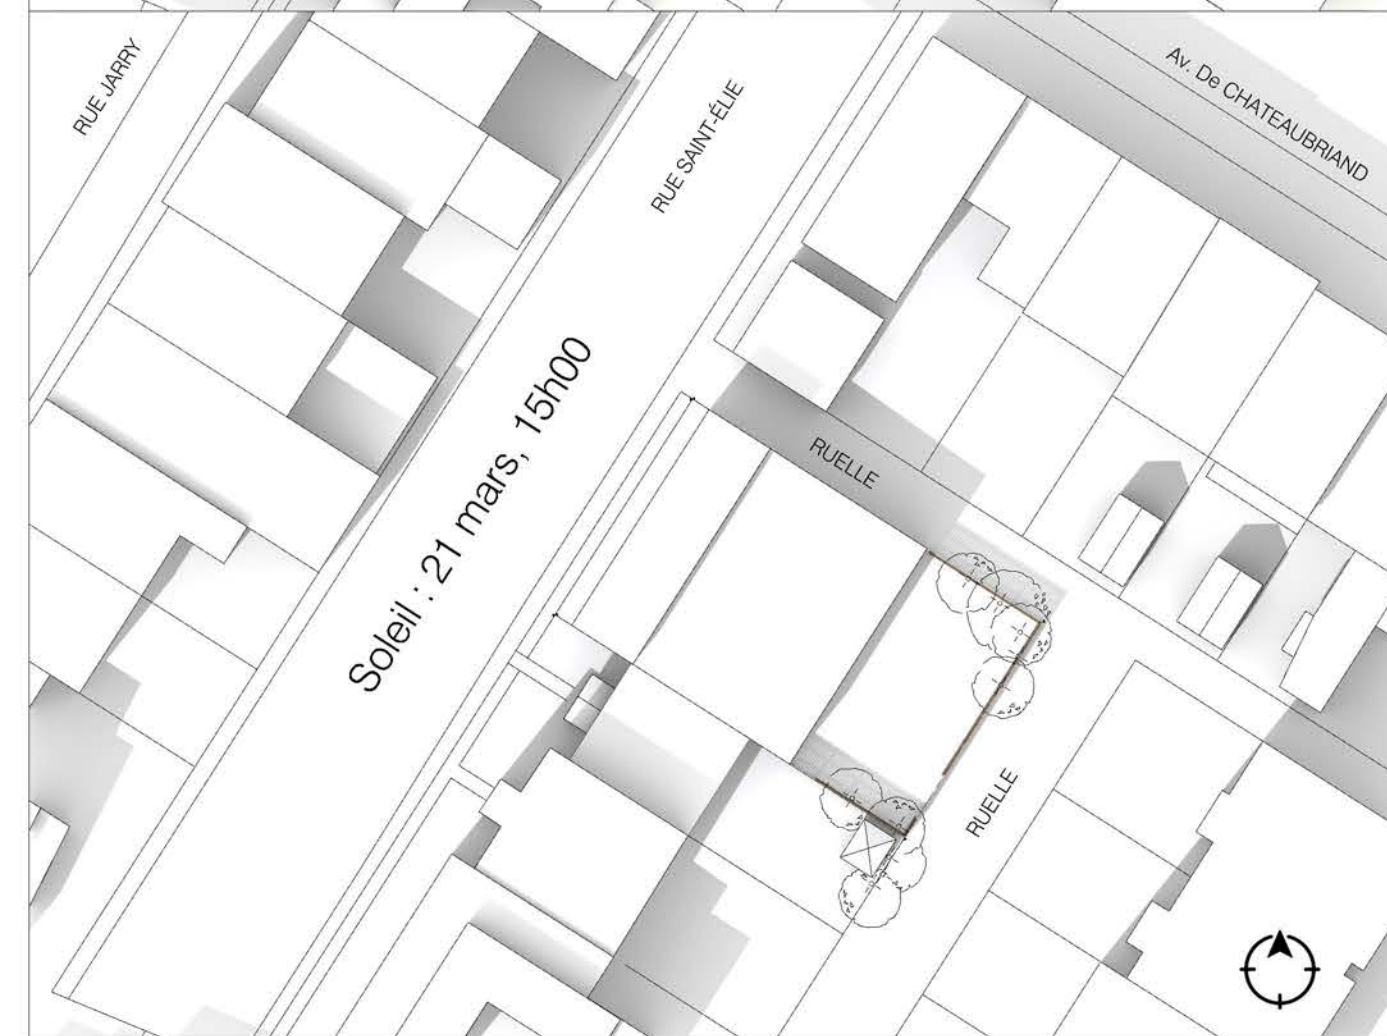 RUE JARRY
RUE SAINT-ÉLIE
Av. De CHATEAUBRIAND
Soleil : 21 mars, 15h00
RUELLE
RUELLE